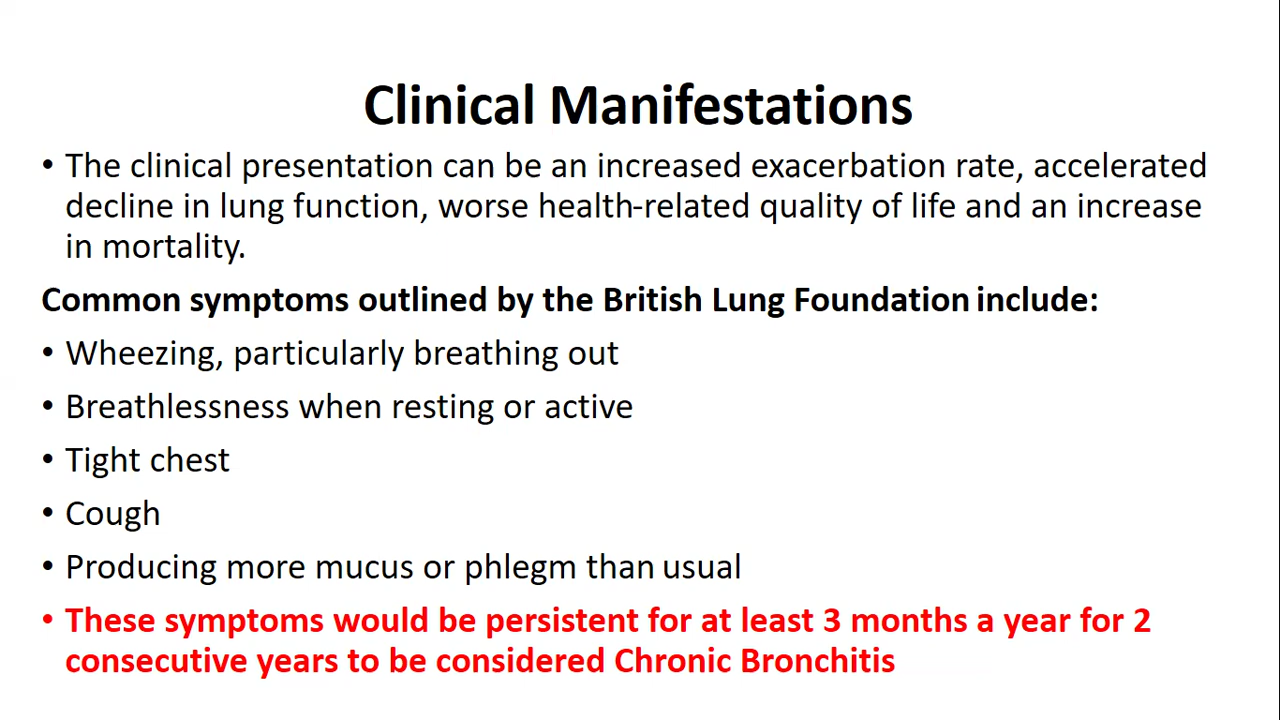 Clinical Manifestations
• The clinical presentation can be an increased exacerbation rate, accelerated
decline in lung function, worse health-related quality of life and an increase
in mortality.
Common symptoms outlined by the British Lung Foundation include:
• Wheezing, particularly breathing out
• Breathlessness when resting or active
• Tight chest
• Cough
• Producing more mucus or phlegm than usual
• These symptoms would be persistent for at least 3 months a year for 2
consecutive years to be considered Chronic Bronchitis